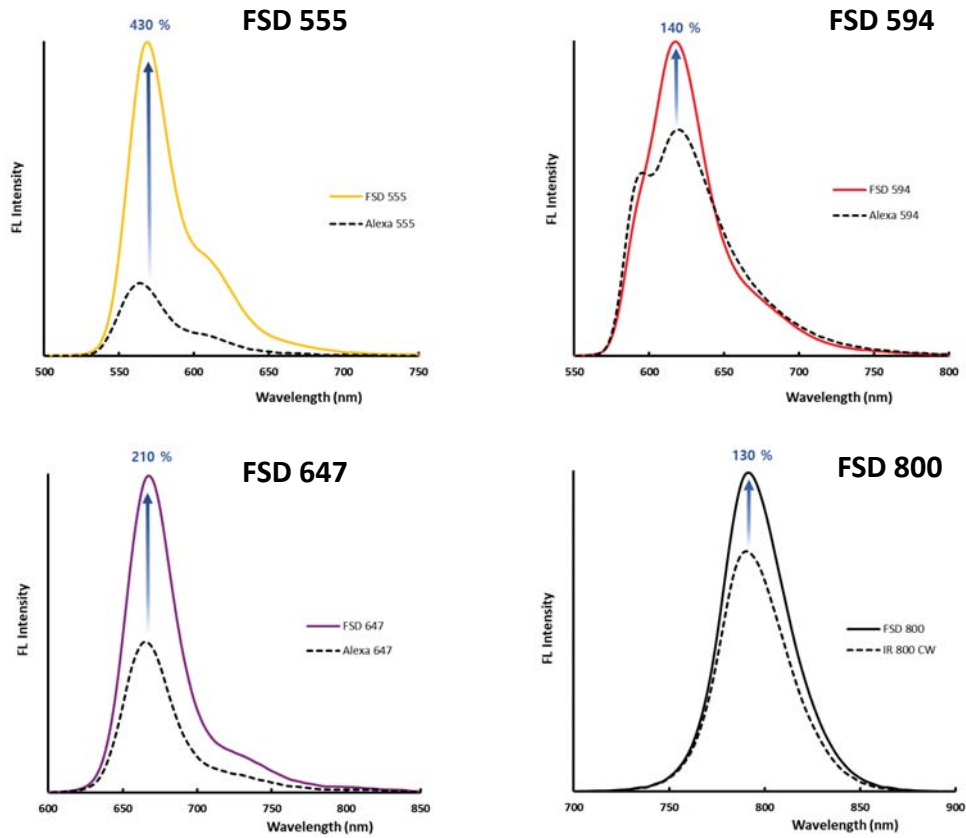 430 %
FSD 555
FL Intensity
FSD 555
Alexa 555
500 550 600 650 700 750
Wavelength (nm)
140 %
FSD 594
FL Intensity
FSD 594
Alexa 594
550 600 650 700 750 800
Wavelength (nm)
210 %
FSD 647
FL Intensity
FSD 647
Alexa 647
600 650 700 750 800 850
Wavelength (nm)
130 %
FSD 800
FL Intensity
FSD 800
IR 800 CW
700 750 800 850 900
Wavelength (nm)